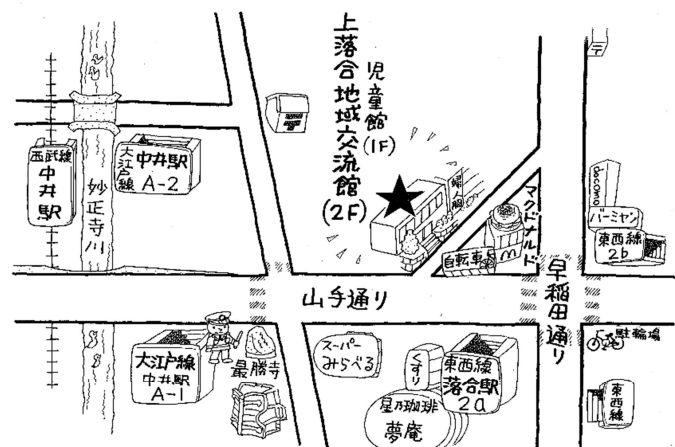 上落合地域交流館
(2F)
児童館
(1F)
〒
西武線
中井
駅
大江戸線
中井駅
A-2
妙正寺川
マクドナルド
自転車
docomo
バーミヤン
東西線
2b
山手通り
早稲田通り
大江戸線
中井駅
A-1
最勝寺
スーパー
みらべる
くすり
東西線
落合駅
2a
星乃珈琲
夢庵
駐輪場
東西線